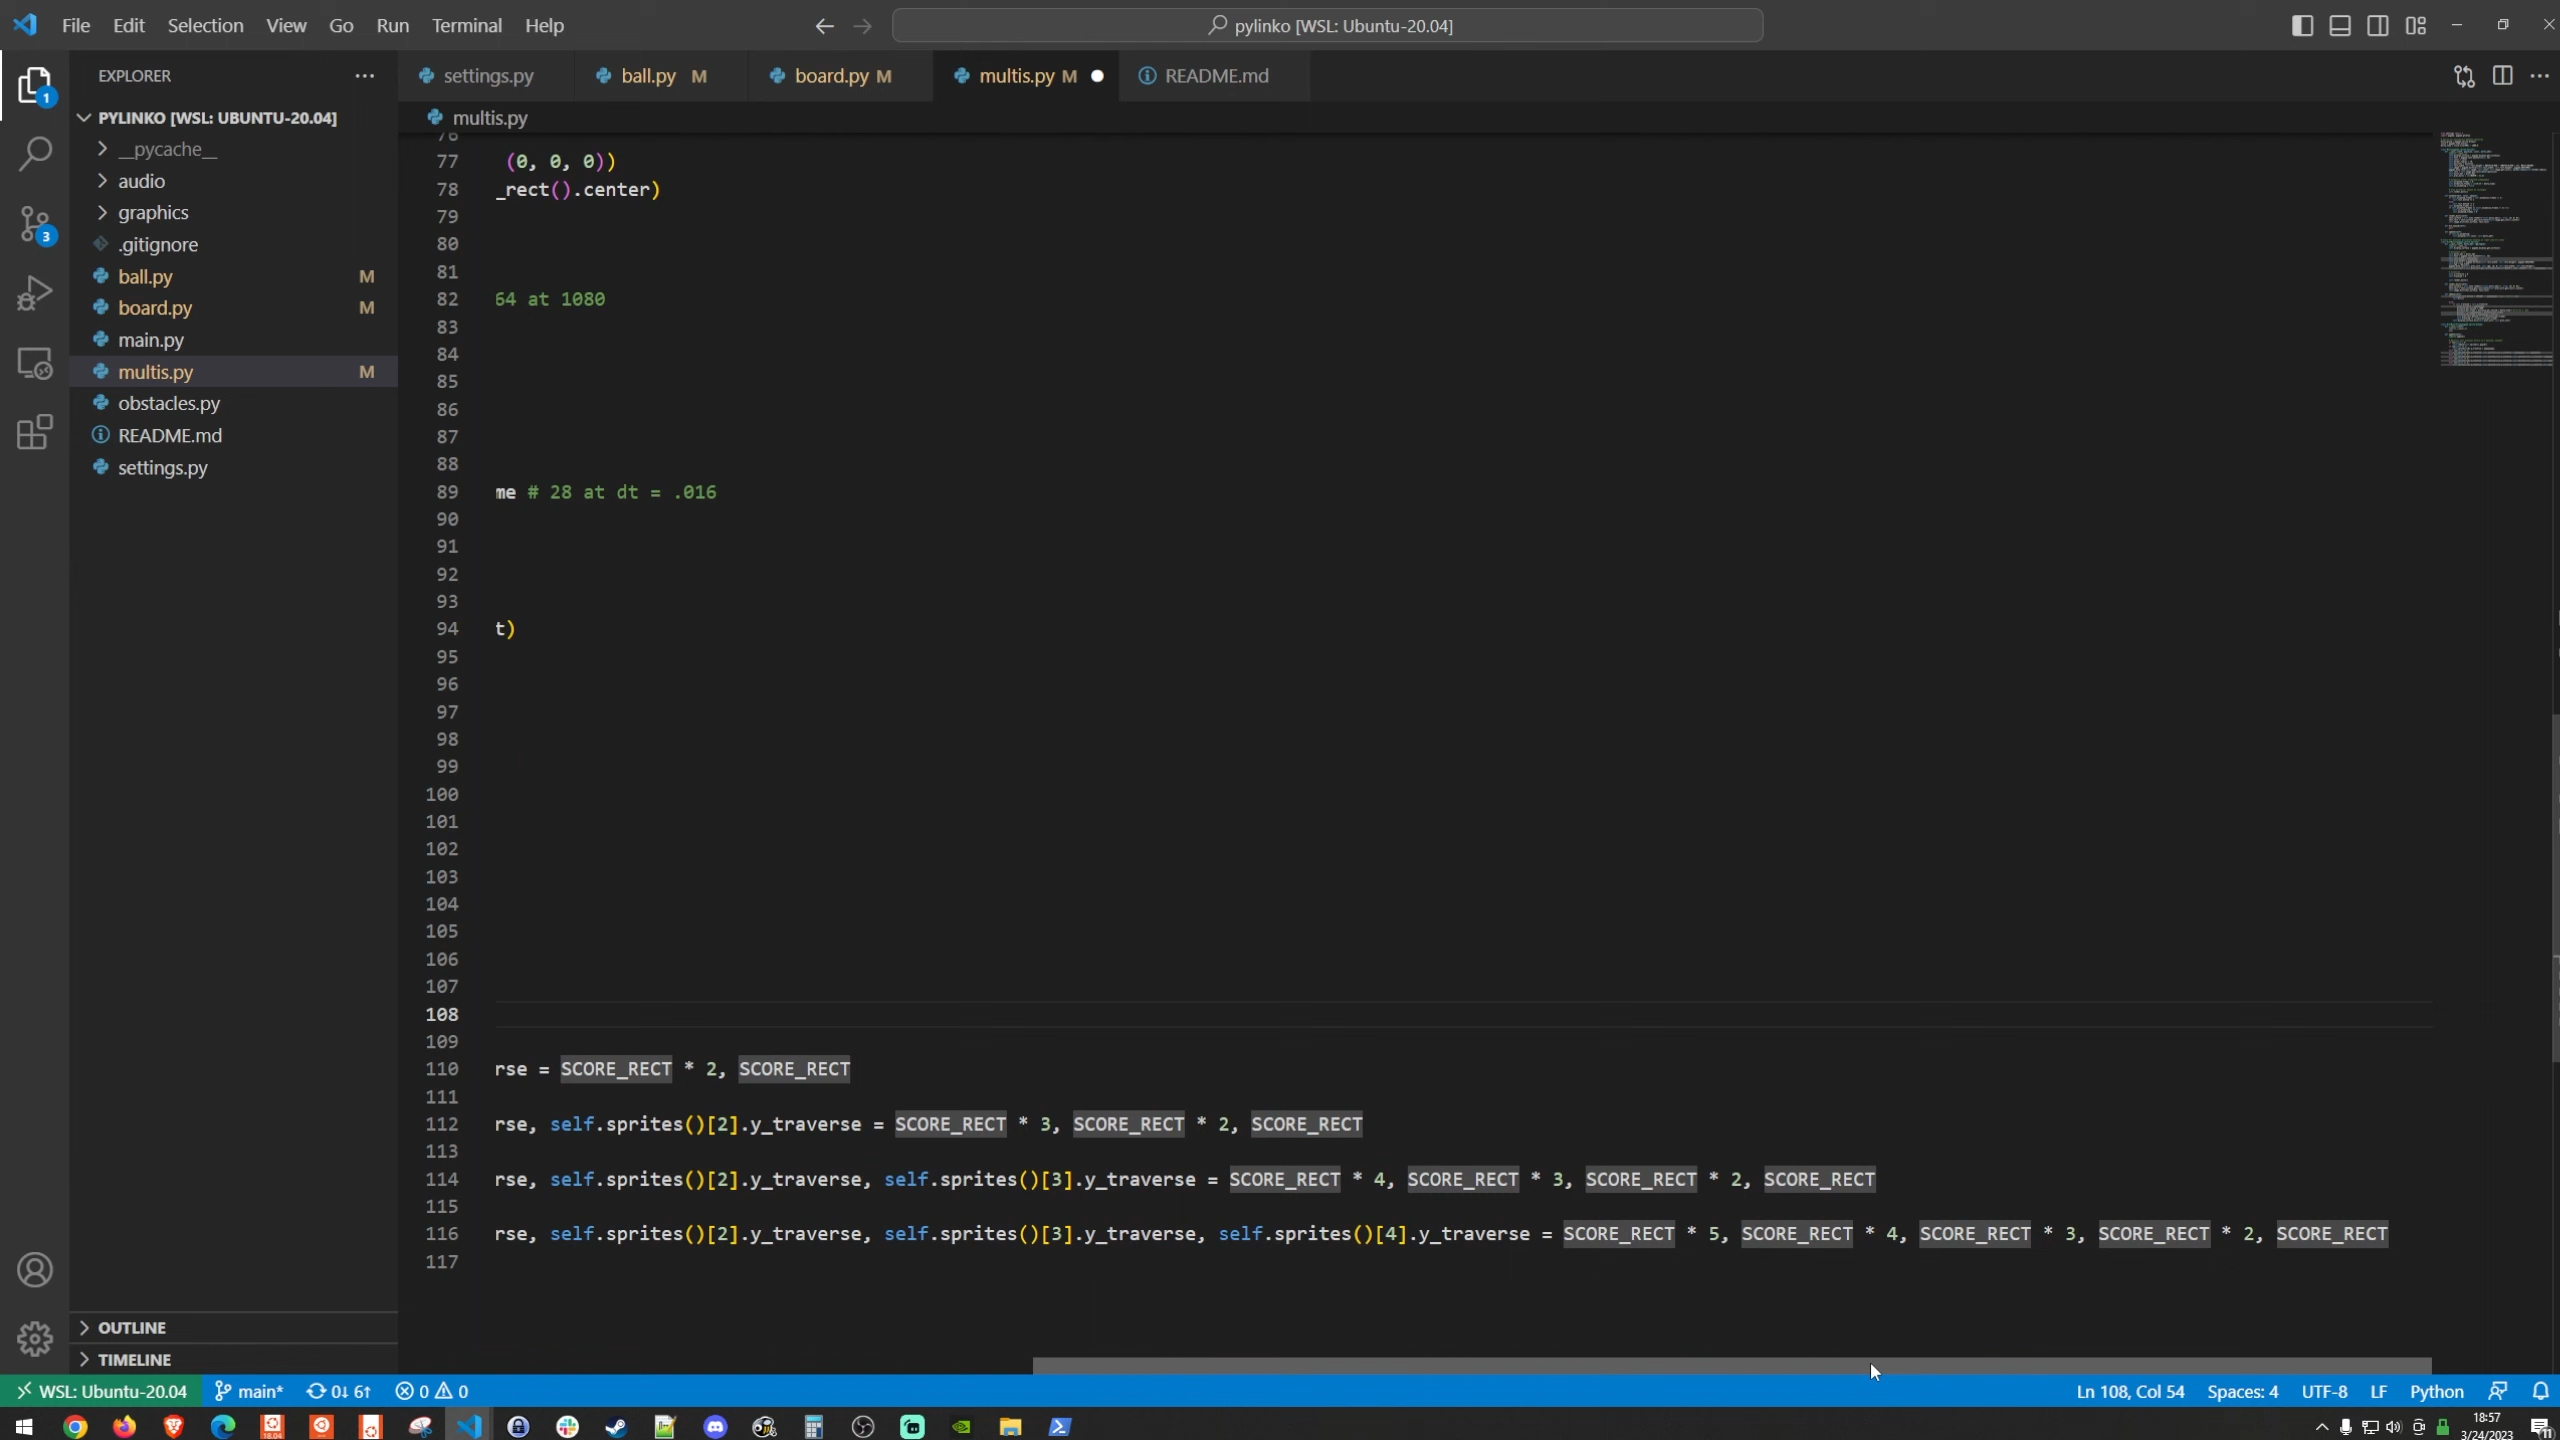 File Edit Selection View Go Run Terminal Help
pylinko [WSL: Ubuntu-20.04]
EXPLORER
settings.py
ball.py M
board.py M
multis.py M
README.md
PYLINKO [WSL: UBUNTU-20.04]
__pycache__
audio
graphics
.gitignore
ball.py M
board.py M
main.py
multis.py M
obstacles.py
README.md
settings.py
OUTLINE
TIMELINE
multis.py
76
77 (0, 0, 0))
78 _rect().center)
79
80
81
82 64 at 1080
83
84
85
86
87
88
89 me # 28 at dt = .016
90
91
92
93
94 t)
95
96
97
98
99
100
101
102
103
104
105
106
107
108
109
110 rse = SCORE_RECT * 2, SCORE_RECT
111
112 rse, self.sprites()[2].y_traverse = SCORE_RECT * 3, SCORE_RECT * 2, SCORE_RECT
113
114 rse, self.sprites()[2].y_traverse, self.sprites()[3].y_traverse = SCORE_RECT * 4, SCORE_RECT * 3, SCORE_RECT * 2, SCORE_RECT
115
116 rse, self.sprites()[2].y_traverse, self.sprites()[3].y_traverse, self.sprites()[4].y_traverse = SCORE_RECT * 5, SCORE_RECT * 4, SCORE_RECT * 3, SCORE_RECT * 2, SCORE_RECT
117
1
3
WSL: Ubuntu-20.04 main* 0↓ 6↑ 0 0
Ln 108, Col 54 Spaces: 4 UTF-8 LF Python
18.04
18:57
3/24/2023
11